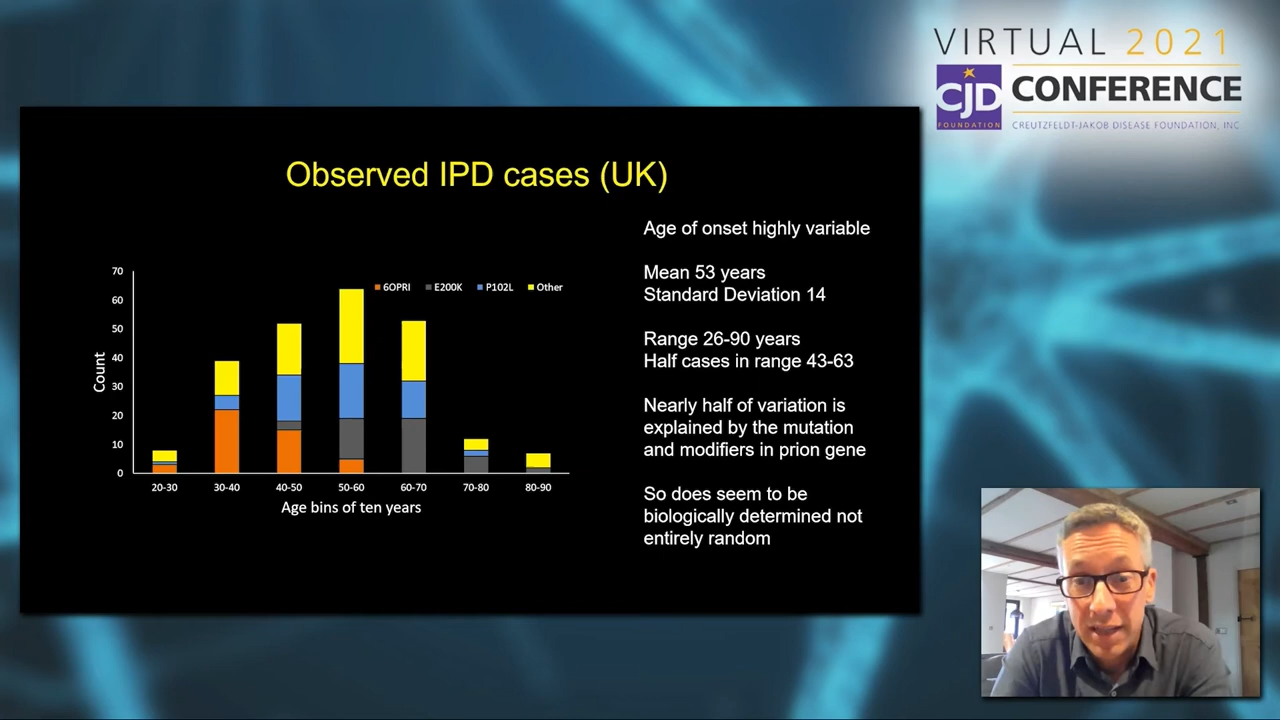 VIRTUAL 2021
CJD
FOUNDATION
CONFERENCE
CREUTZFELDT-JAKOB DISEASE FOUNDATION, INC.
Observed IPD cases (UK)
70
60
50
40
30
20
10
0
Count
6OPRI E200K P102L Other
20-30 30-40 40-50 50-60 60-70 70-80 80-90
Age bins of ten years
Age of onset highly variable
Mean 53 years
Standard Deviation 14
Range 26-90 years
Half cases in range 43-63
Nearly half of variation is
explained by the mutation
and modifiers in prion gene
So does seem to be
biologically determined not
entirely random